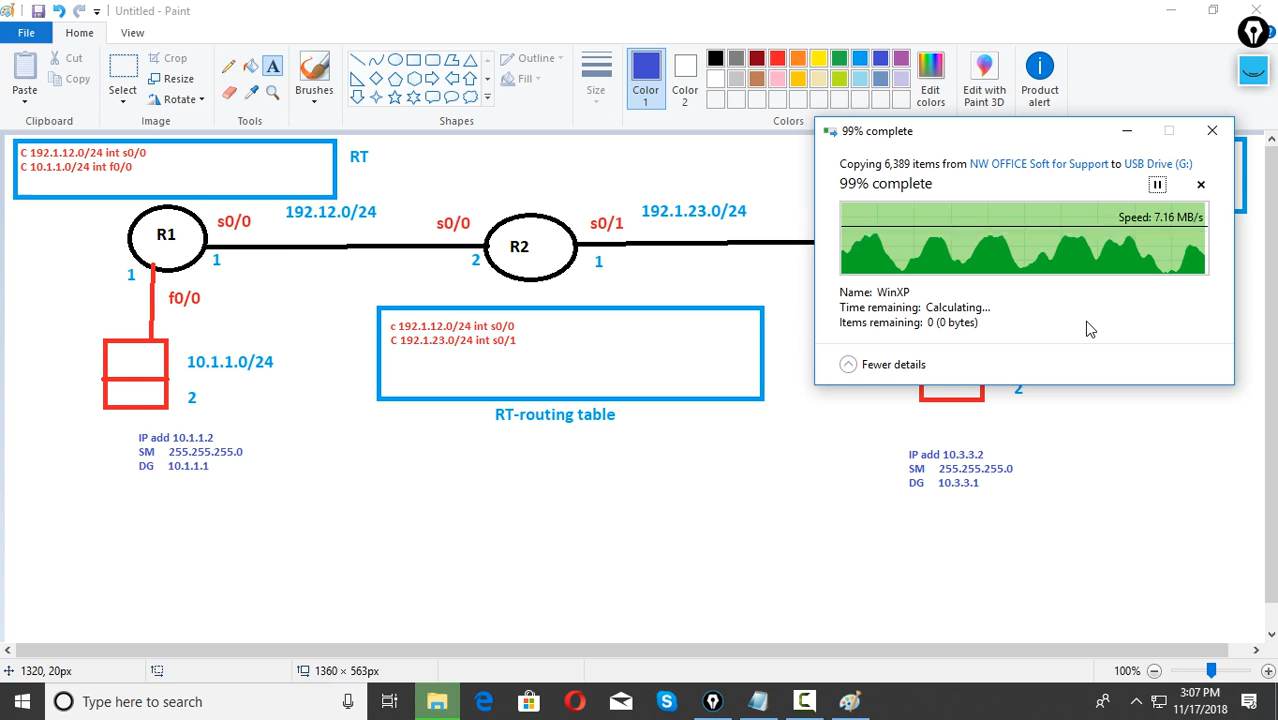 Untitled - Paint
File
Home
View
Paste
Cut
Copy
Clipboard
Select
Crop
Resize
Rotate
Image
Tools
Brushes
Outline
Fill
Shapes
Size
Color
1
Color
2
Edit
colors
Edit with
Paint 3D
Product
alert
Colors
C 192.1.12.0/24 int s0/0
C 10.1.1.0/24 int f0/0
RT
R1
s0/0
192.12.0/24
s0/0
R2
s0/1
192.1.23.0/24
1
1
2
1
f0/0
10.1.1.0/24
2
c 192.1.12.0/24 int s0/0
C 192.1.23.0/24 int s0/1
RT-routing table
IP add 10.1.1.2
SM 255.255.255.0
DG 10.1.1.1
2
IP add 10.3.3.2
SM 255.255.255.0
DG 10.3.3.1
99% complete
Copying 6,389 items from NW OFFICE Soft for Support to USB Drive (G:)
99% complete
Speed: 7.16 MB/s
Name: WinXP
Time remaining: Calculating...
Items remaining: 0 (0 bytes)
Fewer details
1320, 20px
1360 × 563px
100%
Type here to search
3:07 PM
11/17/2018